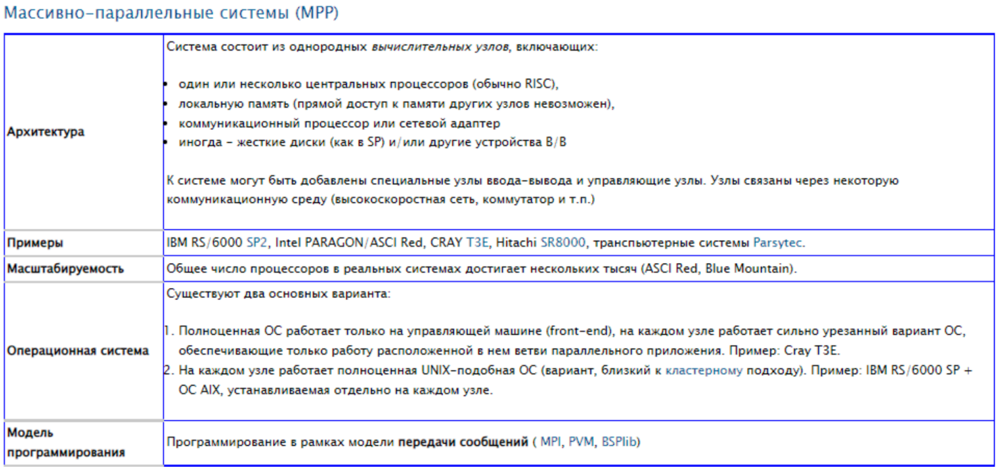 Массивно-параллельные системы (MPP)
Система состоит из однородных вычислительных узлов, включающих:
• один или несколько центральных процессоров (обычно RISC),
• локальную память (прямой доступ к памяти других узлов невозможен),
• коммуникационный процессор или сетевой адаптер
• иногда – жесткие диски (как в SP) и/или другие устройства В/В
Архитектура
К системе могут быть добавлены специальные узлы ввода-вывода и управляющие узлы. Узлы связаны через некоторую
коммуникационную среду (высокоскоростная сеть, коммутатор и т.п.)
Примеры
IBM RS/6000 SP2, Intel PARAGON/ASCI Red, CRAY T3E, Hitachi SR8000, транспьютерные системы Parsytec.
Масштабируемость
Общее число процессоров в реальных системах достигает нескольких тысяч (ASCI Red, Blue Mountain).
Операционная система
Существуют два основных варианта:
1. Полноценная ОС работает только на управляющей машине (front-end), на каждом узле работает сильно урезанный вариант ОС,
обеспечивающие только работу расположенной в нем ветви параллельного приложения. Пример: Cray T3E.
2. На каждом узле работает полноценная UNIX-подобная ОС (вариант, близкий к кластерному подходу). Пример: IBM RS/6000 SP +
ОС AIX, устанавливаемая отдельно на каждом узле.
Модель
программирования
Программирование в рамках модели передачи сообщений ( MPI, PVM, BSPlib)